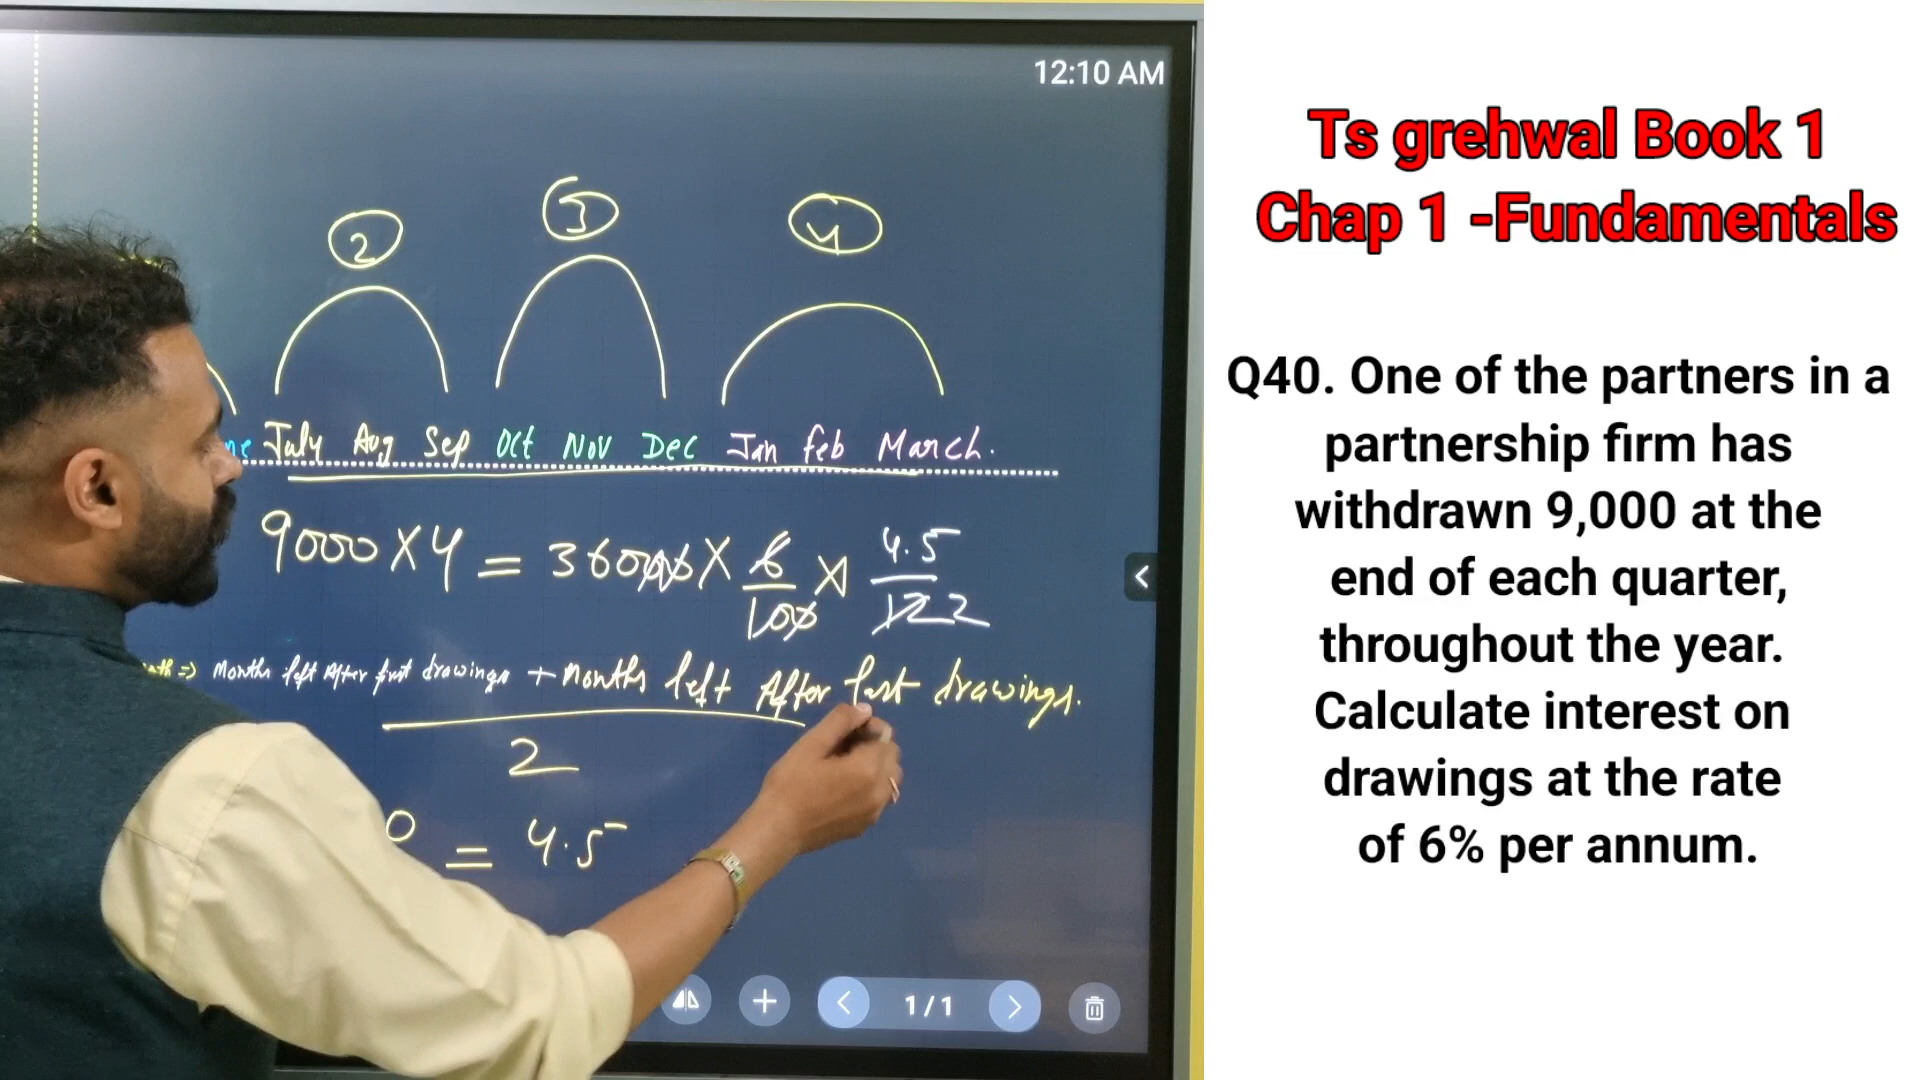 12:10 AM
2
3
4
ne July Aug Sep Oct Nov Dec Jan feb March.
9000 X 4 = 36000 X 6/100 X 4.5/12 2
=> Months left After first drawings + Months left After last drawings.
2
0 = 4.5
1/1
Ts grehwal Book 1
Chap 1 -Fundamentals
Q40. One of the partners in a
partnership firm has
withdrawn 9,000 at the
end of each quarter,
throughout the year.
Calculate interest on
drawings at the rate
of 6% per annum.